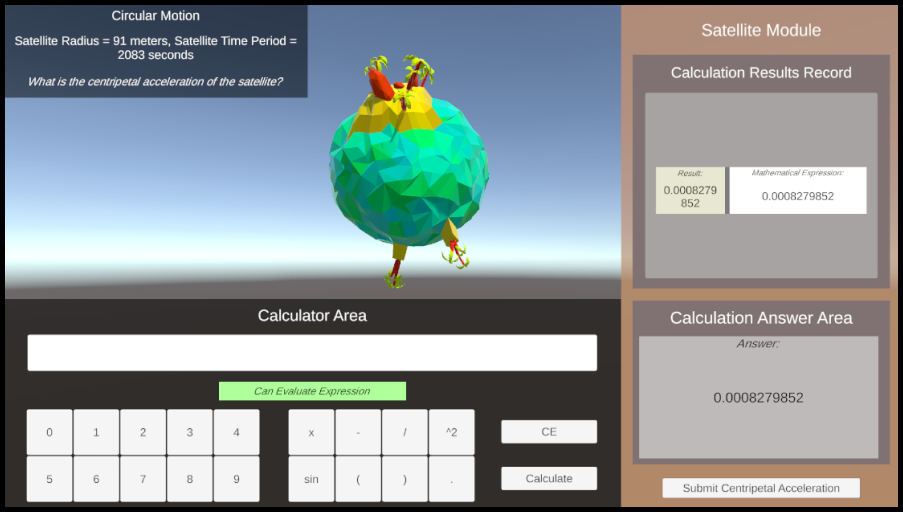 Circular Motion
Satellite Radius = 91 meters, Satellite Time Period =
2083 seconds
What is the centripetal acceleration of the satellite?
Satellite Module
Calculation Results Record
Result:
0.0008279
852
Mathematical Expression:
0.0008279852
Calculator Area
Can Evaluate Expression
0 1 2 3 4
5 6 7 8 9
x - / ^2
sin ( ) .
CE
Calculate
Calculation Answer Area
Answer:
0.0008279852
Submit Centripetal Acceleration